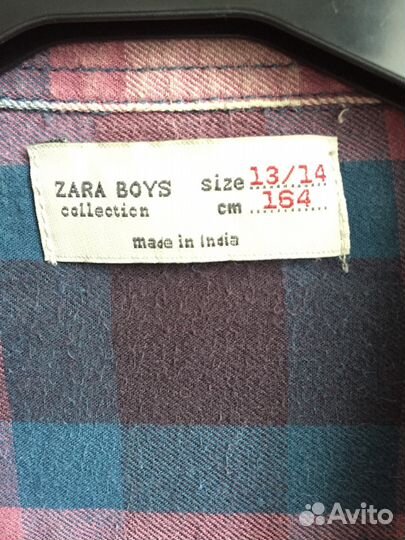 ZARA BOYS size 13/14
collection cm 164
made in India
Avito